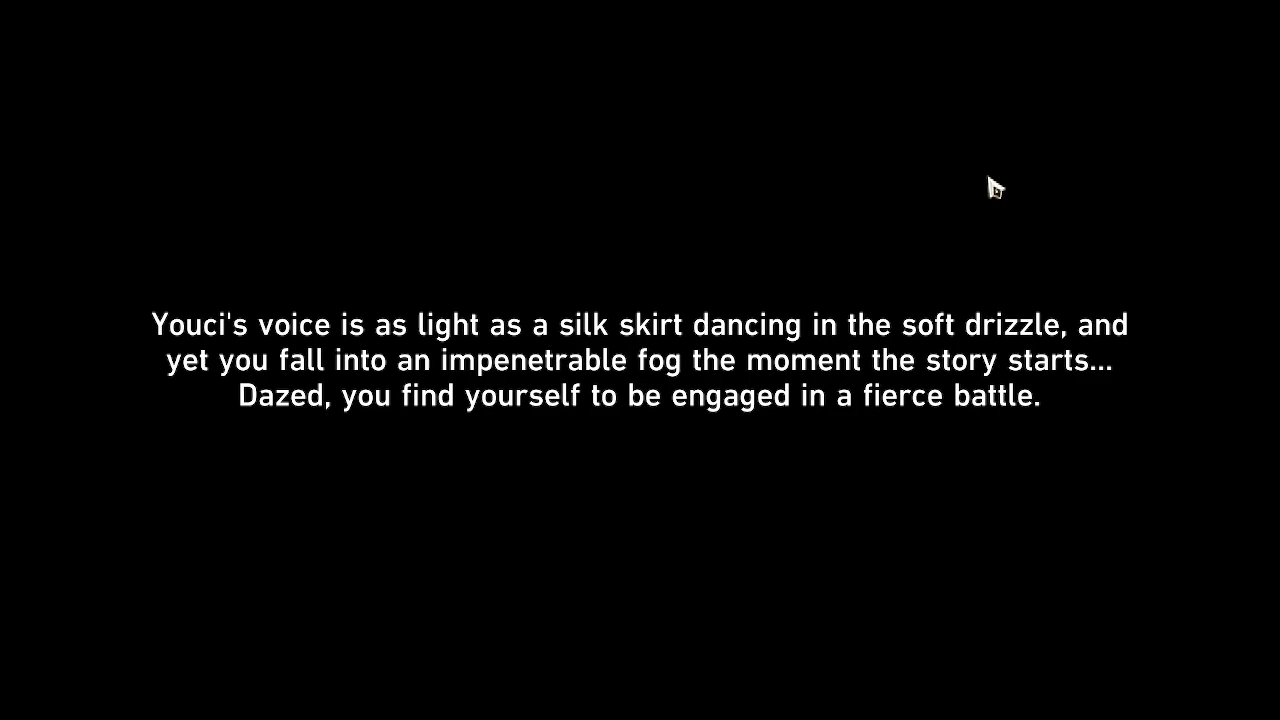 Youci's voice is as light as a silk skirt dancing in the soft drizzle, and
yet you fall into an impenetrable fog the moment the story starts...
Dazed, you find yourself to be engaged in a fierce battle.